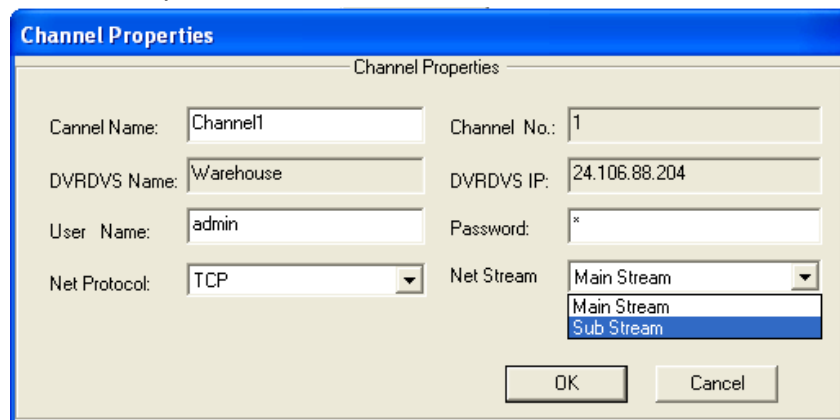 Channel Properties
Channel Properties
Cannel Name: Channel1 Channel No.: 1
DVRDVS Name: Warehouse DVRDVS IP: 24.106.88.204
User Name: admin Password: *
Net Protocol: TCP Net Stream Main Stream
Main Stream
Sub Stream
OK Cancel